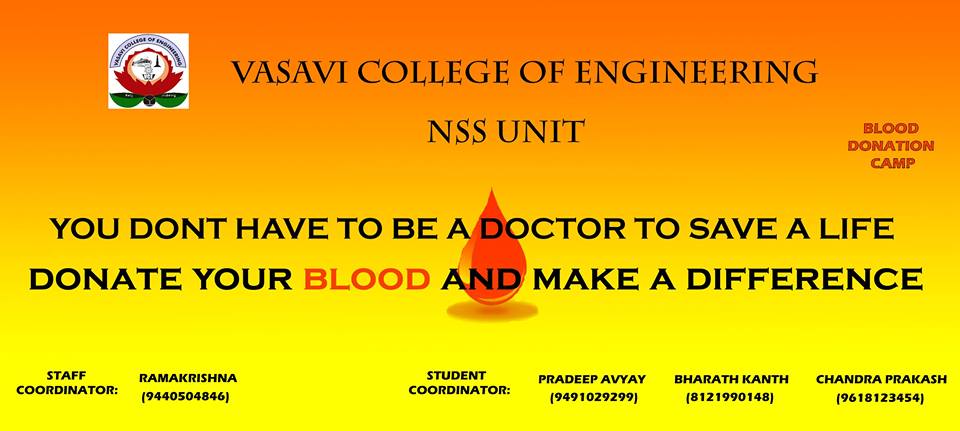 VASAVI COLLEGE OF ENGINEERING
VASAVI COLLEGE OF ENGINEERING
NSS UNIT
BLOOD
DONATION
CAMP
YOU DONT HAVE TO BE A DOCTOR TO SAVE A LIFE
DONATE YOUR BLOOD AND MAKE A DIFFERENCE
STAFF
COORDINATOR:
RAMAKRISHNA
(9440504846)
STUDENT
COORDINATOR:
PRADEEP AVYAY
(9491029299)
BHARATH KANTH
(8121990148)
CHANDRA PRAKASH
(9618123454)